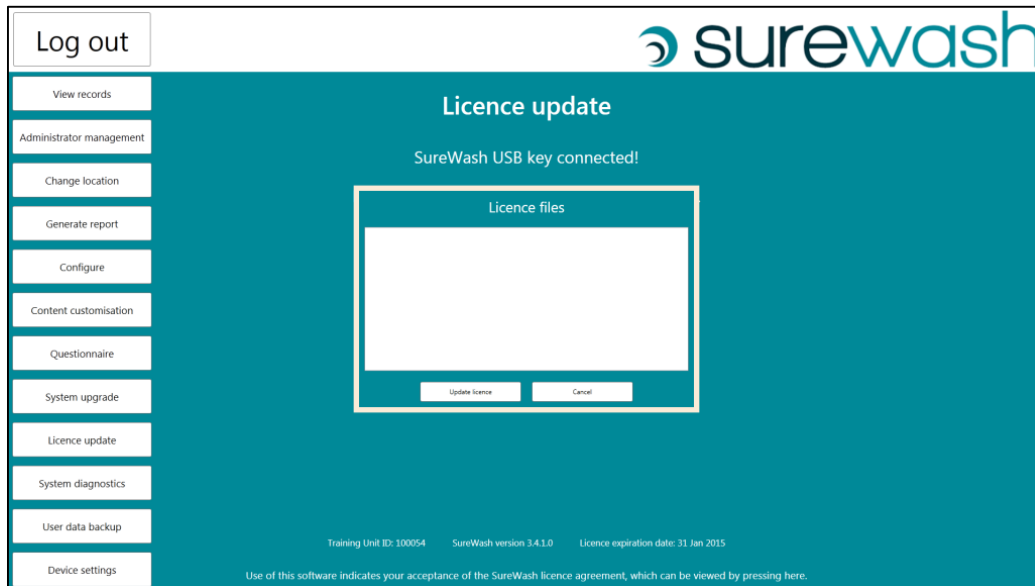 Log out
surewash
View records
Administrator management
Change location
Generate report
Configure
Content customisation
Questionnaire
System upgrade
Licence update
System diagnostics
User data backup
Device settings
Licence update
SureWash USB key connected!
Licence files
Update licence
Cancel
Training Unit ID: 100054 SureWash version 3.4.1.0 Licence expiration date: 31 Jan 2015
Use of this software indicates your acceptance of the SureWash licence agreement, which can be viewed by pressing here.